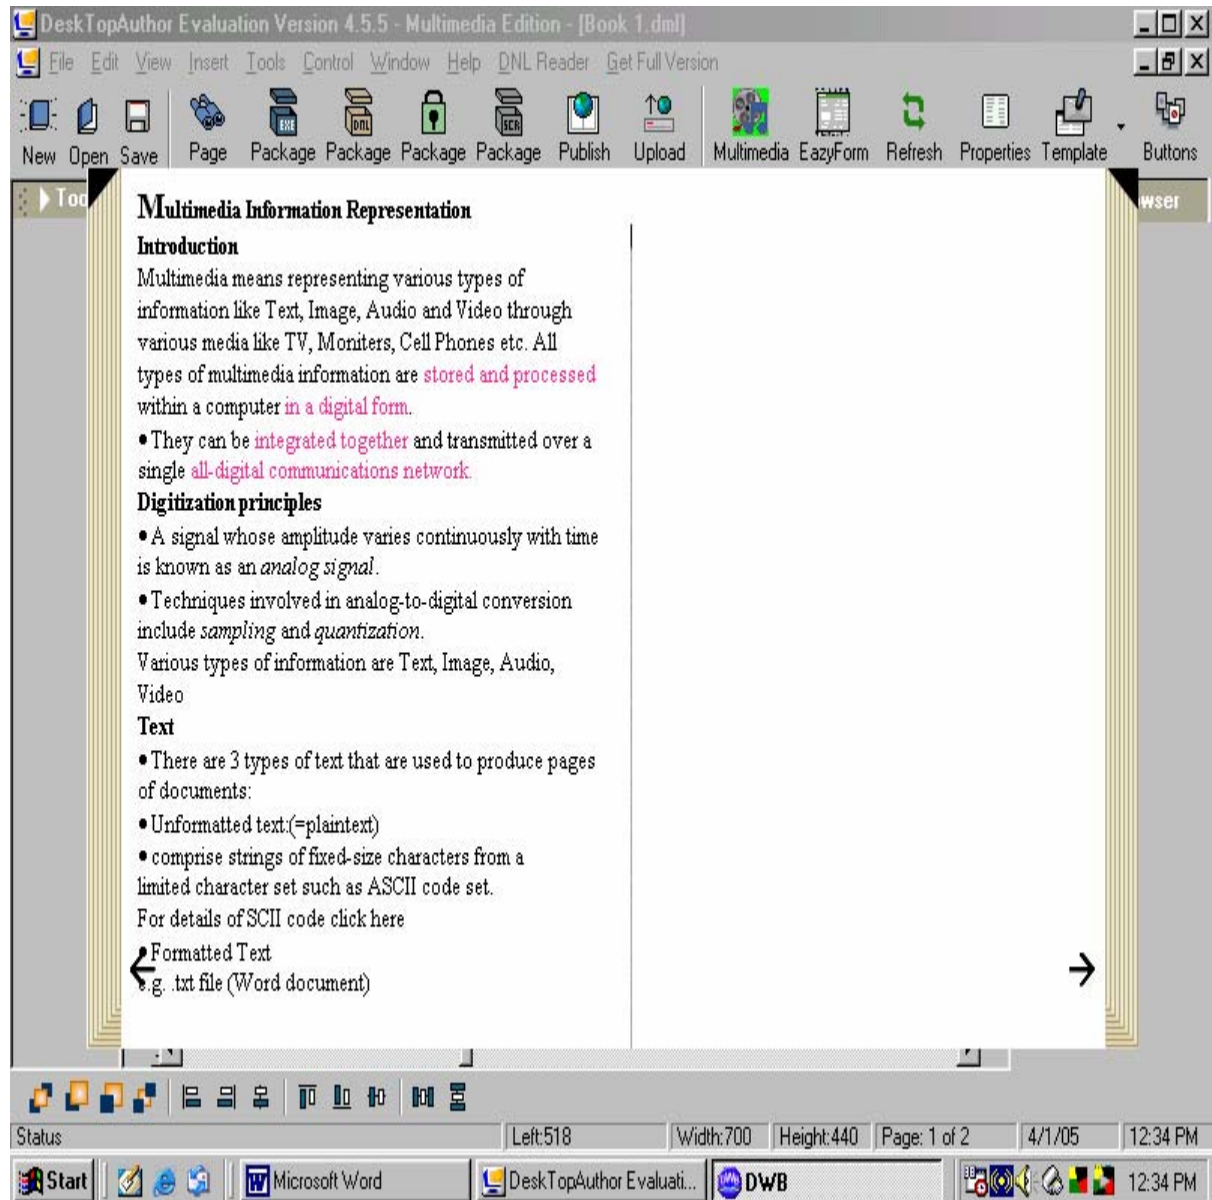 DeskTopAuthor Evaluation Version 4.5.5 - Multimedia Edition - [Book 1.dml]
File Edit View Insert Tools Control Window Help DNL Reader Get Full Version
EXE DNL SCR
New Open Save Page Package Package Package Package Publish Upload Multimedia EazyForm Refresh Properties Template Buttons
Too wser
Multimedia Information Representation
Introduction
Multimedia means representing various types of
information like Text, Image, Audio and Video through
various media like TV, Moniters, Cell Phones etc. All
types of multimedia information are stored and processed
within a computer in a digital form.
• They can be integrated together and transmitted over a
single all-digital communications network.
Digitization principles
• A signal whose amplitude varies continuously with time
is known as an analog signal.
• Techniques involved in analog-to-digital conversion
include sampling and quantization.
Various types of information are Text, Image, Audio,
Video
Text
• There are 3 types of text that are used to produce pages
of documents:
• Unformatted text:(=plaintext)
• comprise strings of fixed-size characters from a
limited character set such as ASCII code set.
For details of SCII code click here
• Formatted Text
e.g. .txt file (Word document)
Status Left:518 Width:700 Height:440 Page: 1 of 2 4/1/05 12:34 PM
Start Microsoft Word DeskTopAuthor Evaluati... DWB 12:34 PM